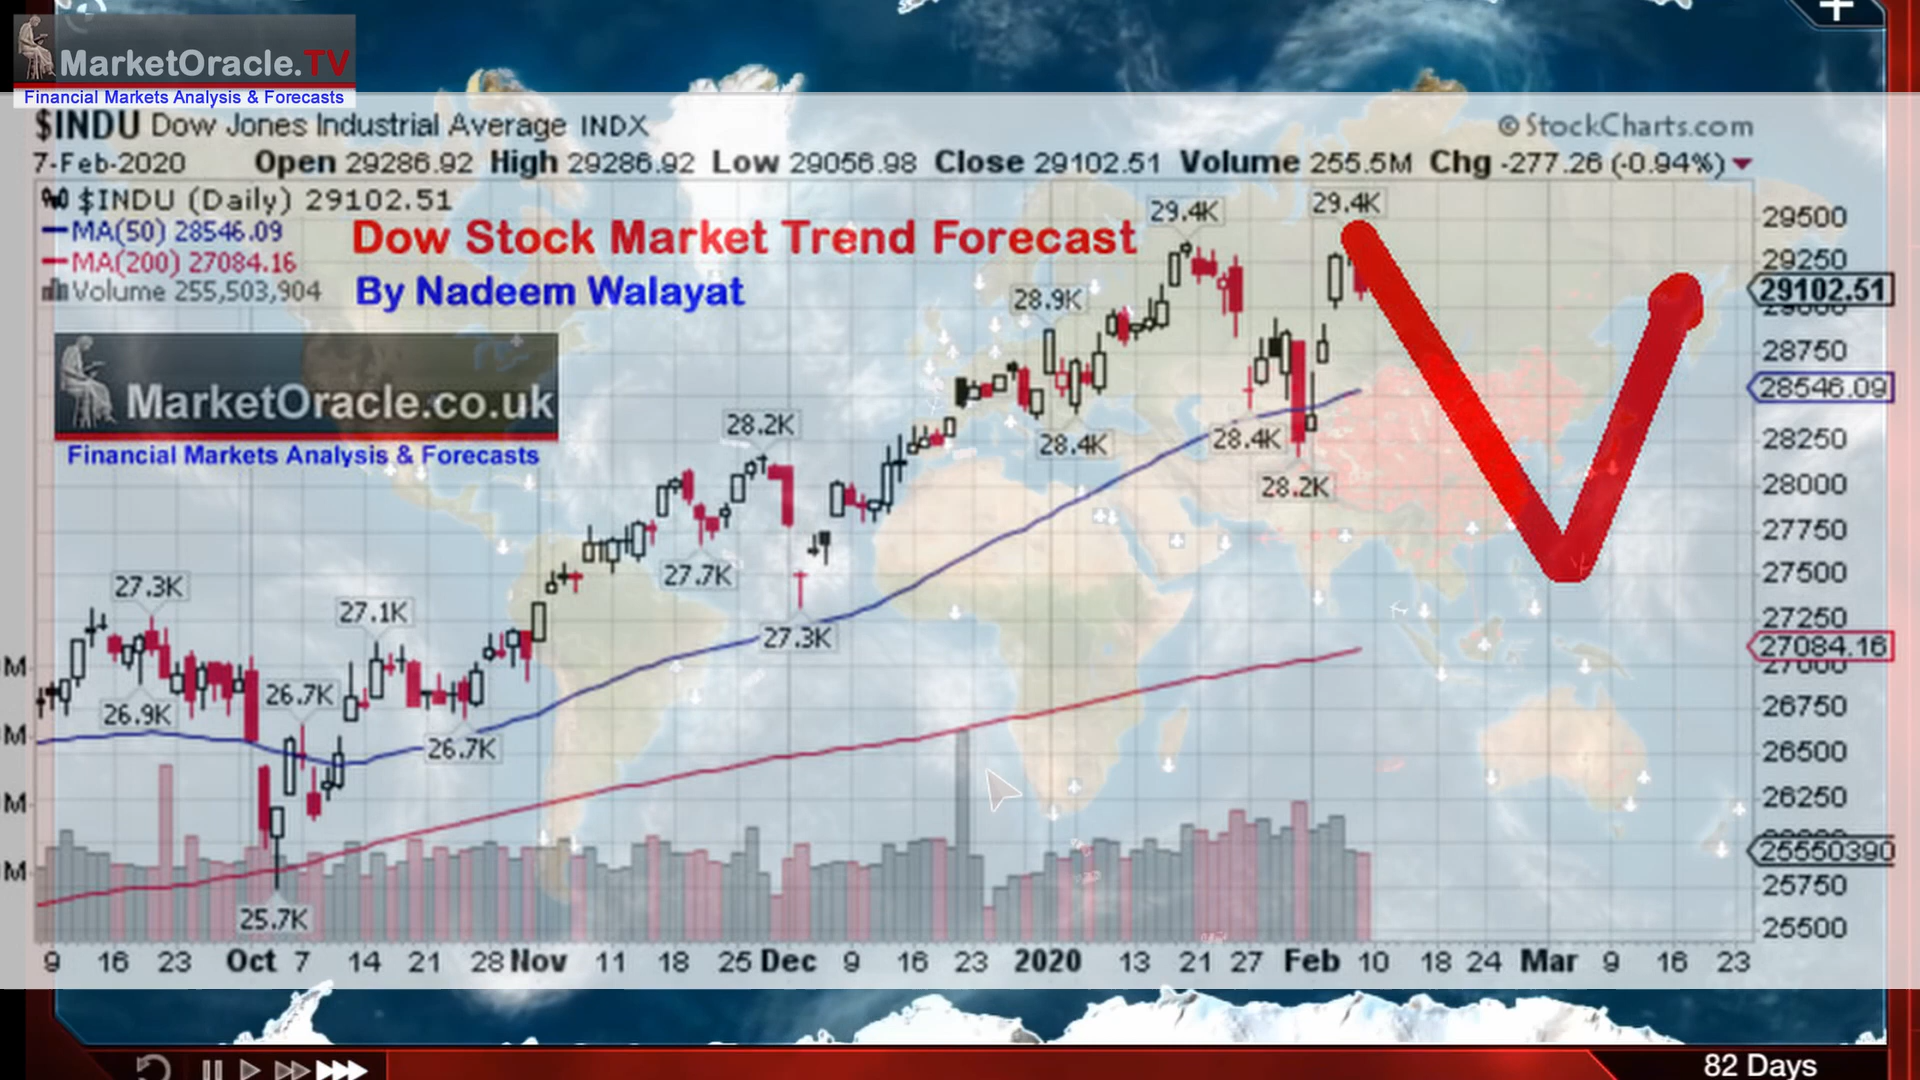 MarketOracle.TV
Financial Markets Analysis & Forecasts
$INDU Dow Jones Industrial Average INDX
© StockCharts.com
7-Feb-2020 Open 29286.92 High 29286.92 Low 29056.98 Close 29102.51 Volume 255.5M Chg -277.26 (-0.94%)
$INDU (Daily) 29102.51
MA(50) 28546.09
MA(200) 27084.16
Volume 255,503,904
Dow Stock Market Trend Forecast
By Nadeem Walayat
MarketOracle.co.uk
Financial Markets Analysis & Forecasts
29.4K
29.4K
28.9K
28.2K
28.4K
28.4K
28.2K
27.3K
27.1K
27.7K
27.3K
26.9K
26.7K
26.7K
25.7K
29500
29250
29102.51
29000
28750
28546.09
28250
28000
27750
27500
27250
27084.16
27000
26750
26500
26250
25550390
25750
25500
M
M
M
M
9 16 23 Oct 7 14 21 28 Nov 11 18 25 Dec 9 16 23 2020 13 21 27 Feb 10 18 24 Mar 9 16 23
82 Days